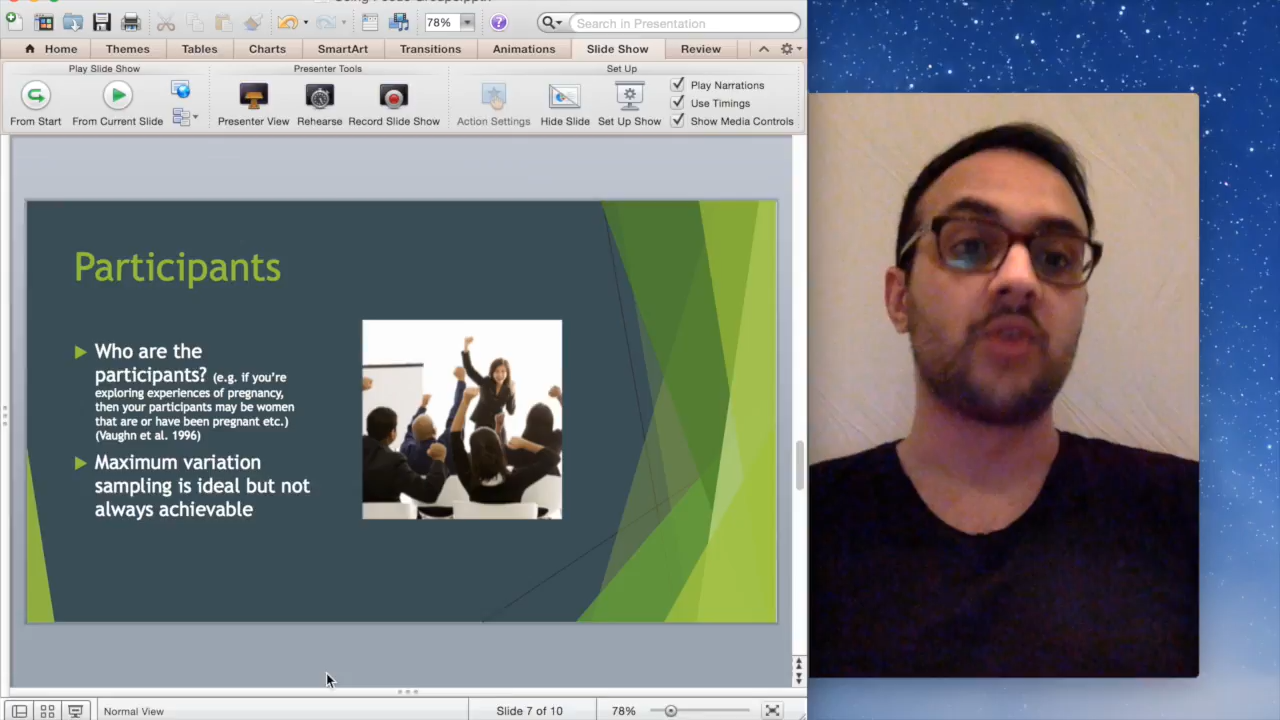 78%
Search in Presentation
Home
Themes
Tables
Charts
SmartArt
Transitions
Animations
Slide Show
Review
Play Slide Show
Presenter Tools
Set Up
From Start
From Current Slide
Presenter View
Rehearse
Record Slide Show
Action Settings
Hide Slide
Set Up Show
Play Narrations
Use Timings
Show Media Controls
Participants
Who are the
participants? (e.g. if you're
exploring experiences of pregnancy,
then your participants may be women
that are or have been pregnant etc.)
(Vaughn et al. 1996)
Maximum variation
sampling is ideal but not
always achievable
Normal View
Slide 7 of 10
78%